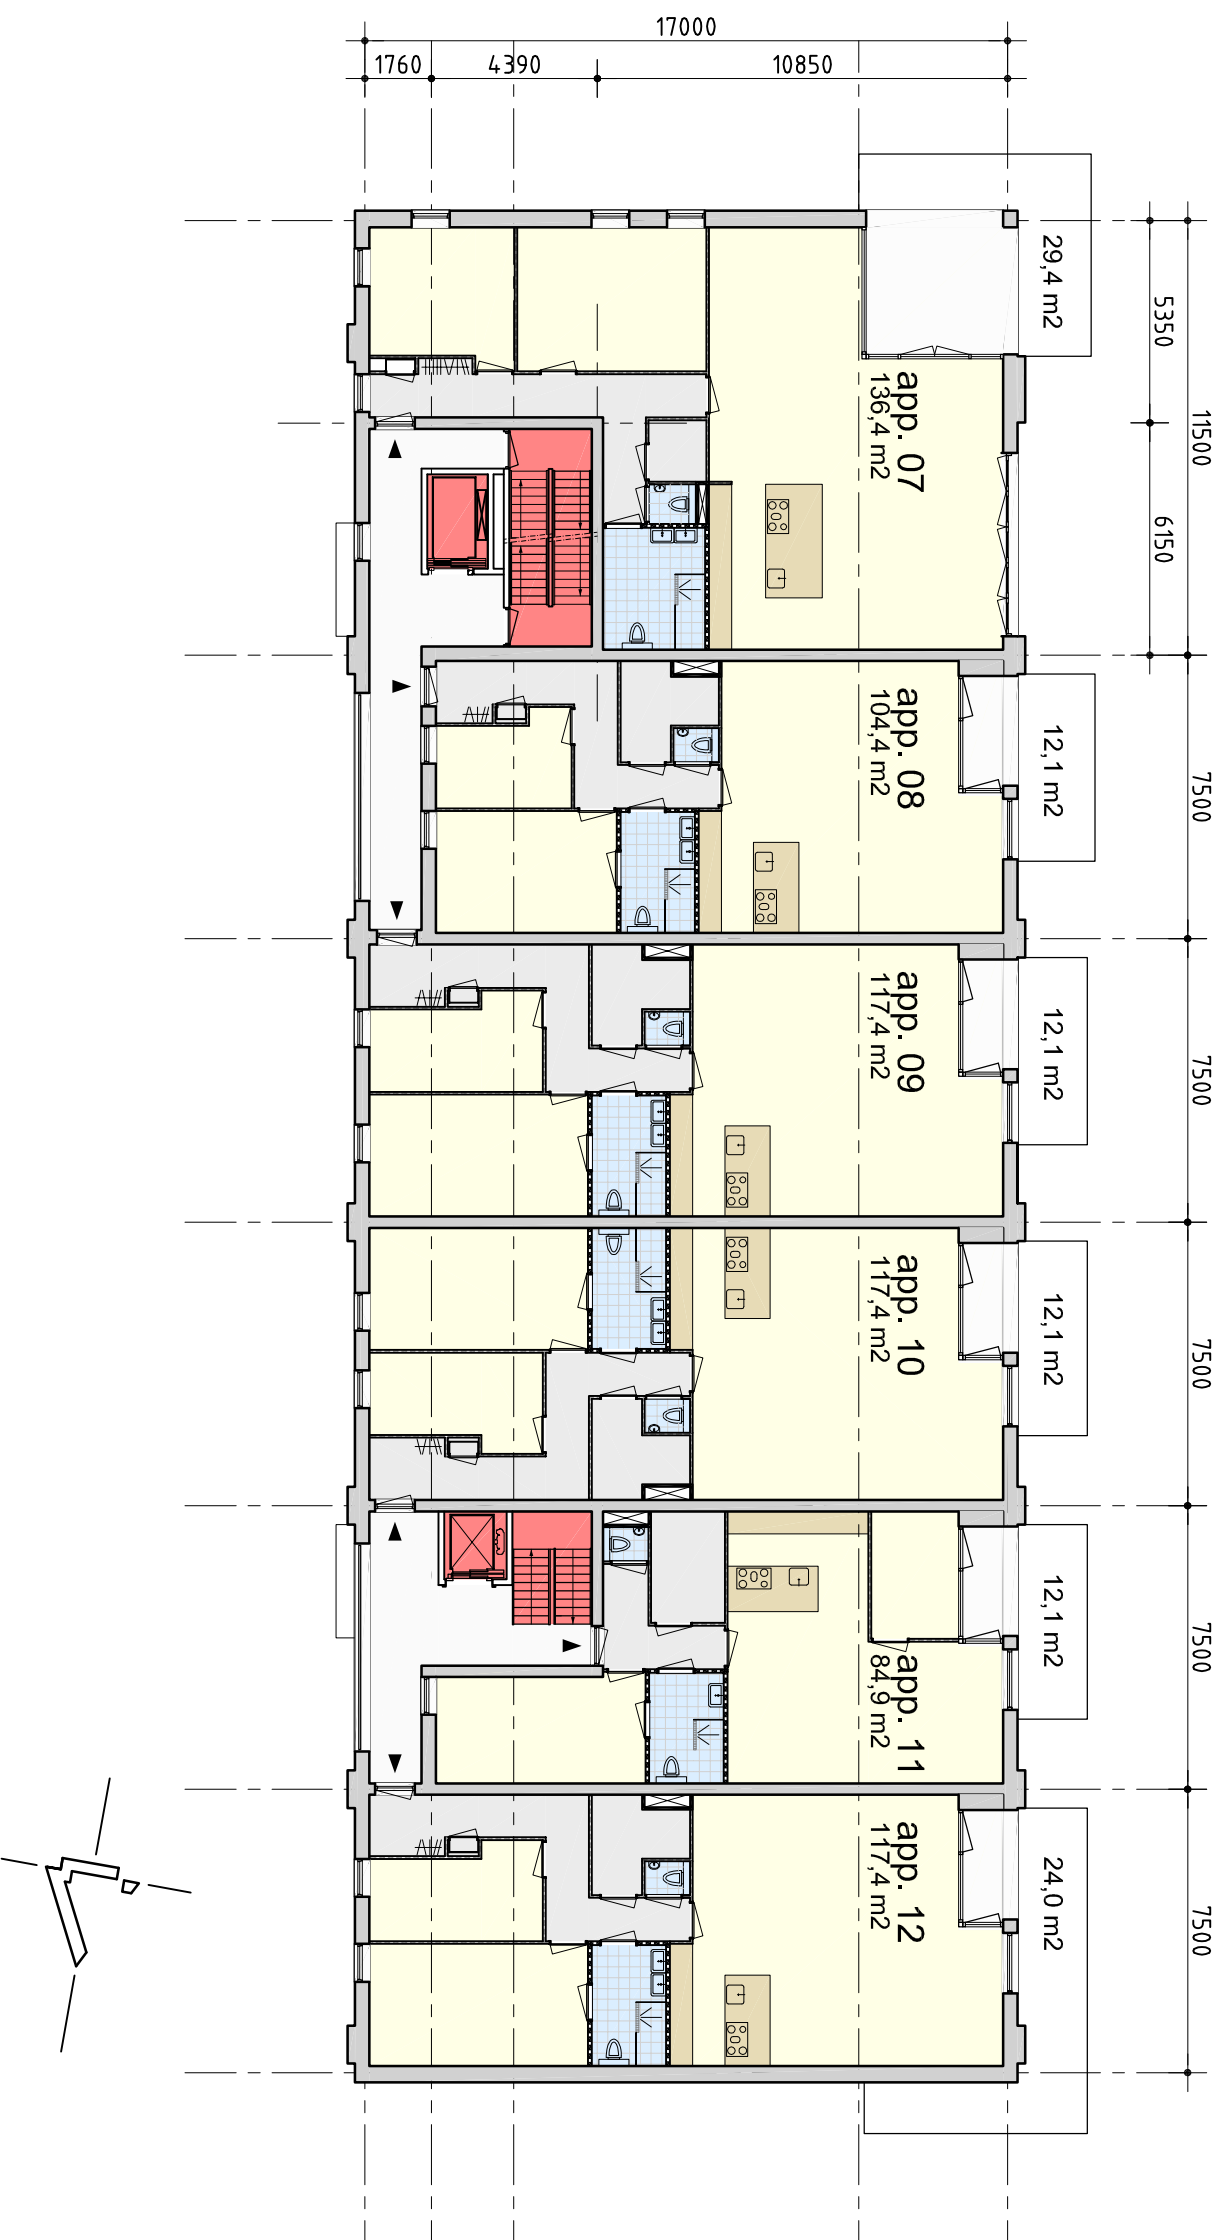 17000
1760
4390
10850
29,4 m2
5350
11500
6150
app. 07
136,4 m2
app. 08
104,4 m2
12,1 m2
7500
app. 09
117,4 m2
12,1 m2
7500
app. 10
117,4 m2
12,1 m2
7500
app. 11
84,9 m2
12,1 m2
7500
app. 12
117,4 m2
24,0 m2
7500